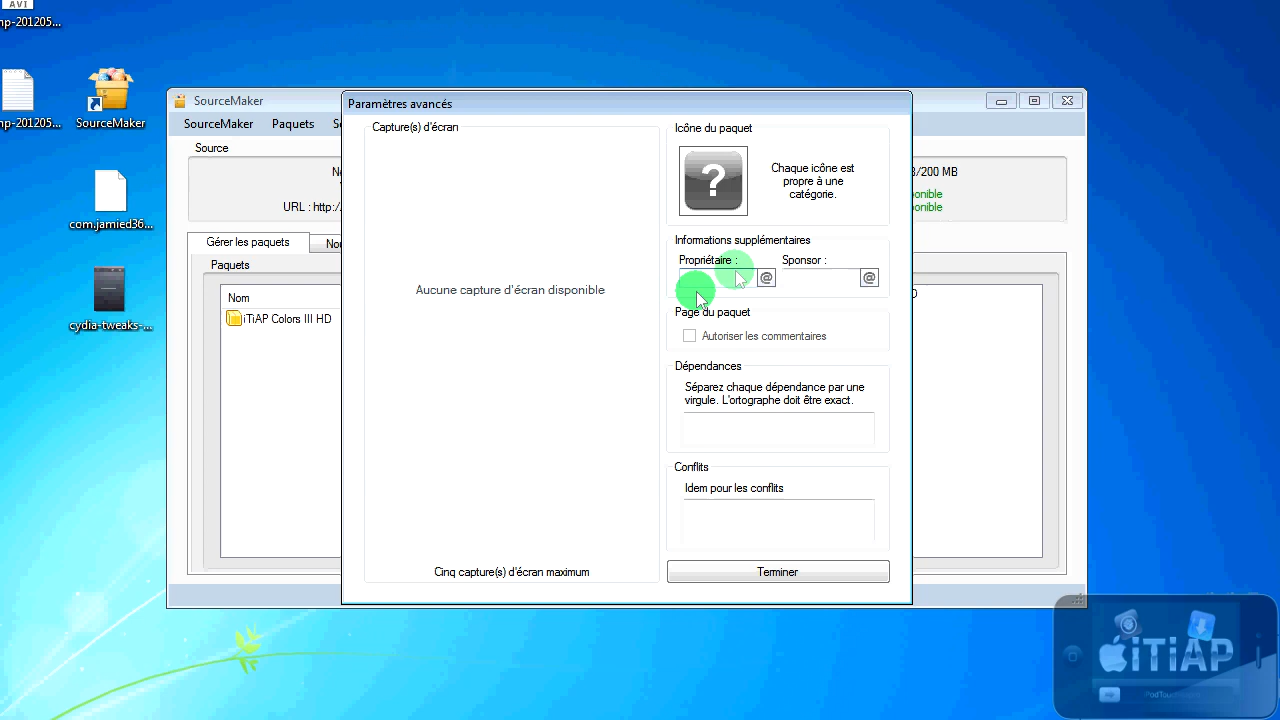 AVI
np-201205...
np-201205...
SourceMaker
com.jamied36...
cydia-tweaks-...
SourceMaker
SourceMaker Paquets
Source
URL : http:/
/200 MB
onible
onible
Gérer les paquets
Paquets
Nom
iTiAP Colors III HD
Paramètres avancés
Capture(s) d'écran
Aucune capture d'écran disponible
Cinq capture(s) d'écran maximum
Icône du paquet
?
Chaque icône est
propre à une
catégorie.
Informations supplémentaires
Propriétaire : Sponsor :
@ @
Page du paquet
Autoriser les commentaires
Dépendances
Séparez chaque dépendance par une
virgule. L'ortographe doit être exact.
Conflits
Idem pour les conflits
Terminer
iTiAP